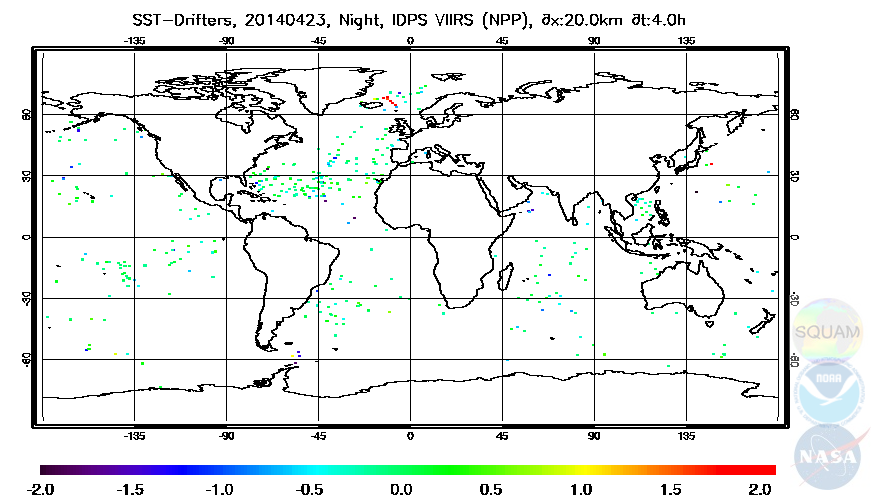 SST-Drifters, 20140423, Night, IDPS VIIRS (NPP), ∂x:20.0km ∂t:4.0h
-135 -90 -45 0 45 90 135
60 60
30 30
0 0
-30 -30
-60 -60
SQUAM
NOAA
NASA
-135 -90 -45 0 45 90 135
-2.0 -1.5 -1.0 -0.5 0.0 0.5 1.0 1.5 2.0